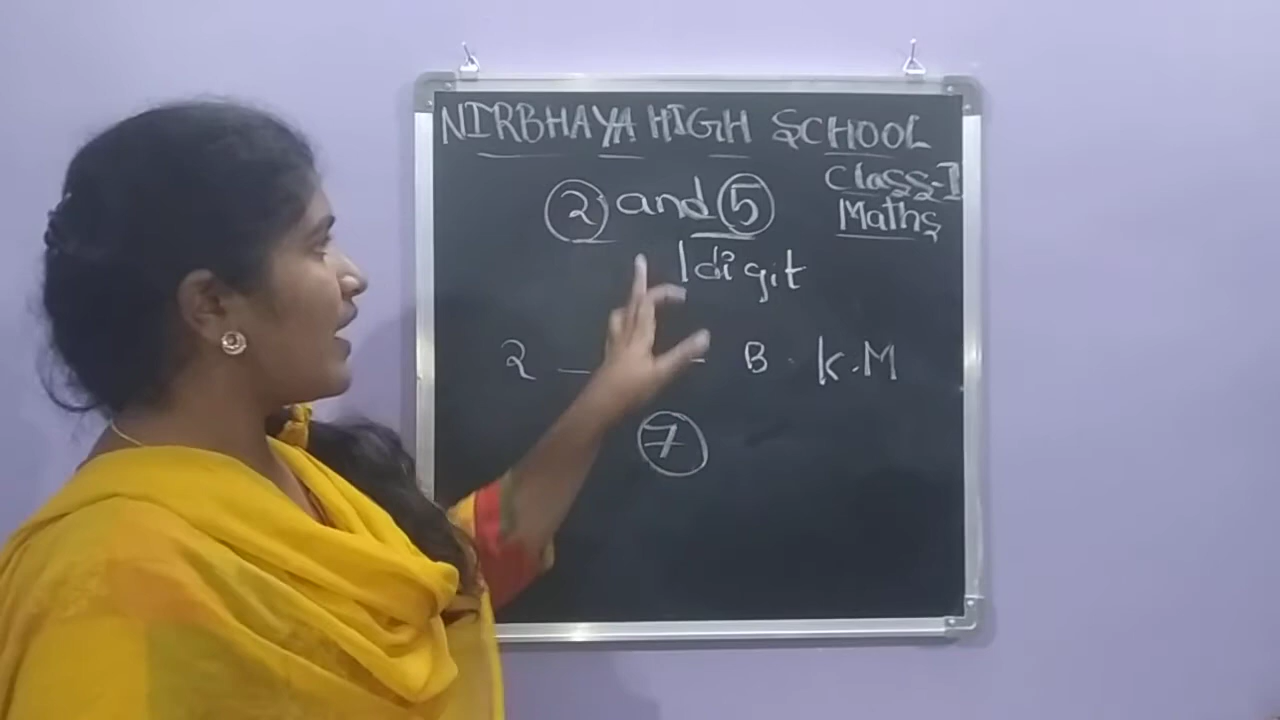 NIRBHAYA HIGH SCHOOL
Class-I
2 and 5
Maths
1 digit
2 _ - B. K.M
7